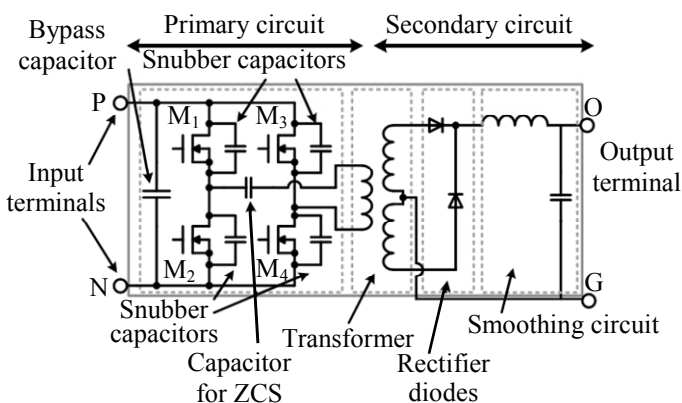 Primary circuit
Secondary circuit
Bypass
capacitor
Snubber capacitors
P
M1
M3
O
Input
terminals
Output
terminal
N
M2
M4
G
Snubber
capacitors
Transformer
Smoothing circuit
Capacitor
for ZCS
Rectifier
diodes